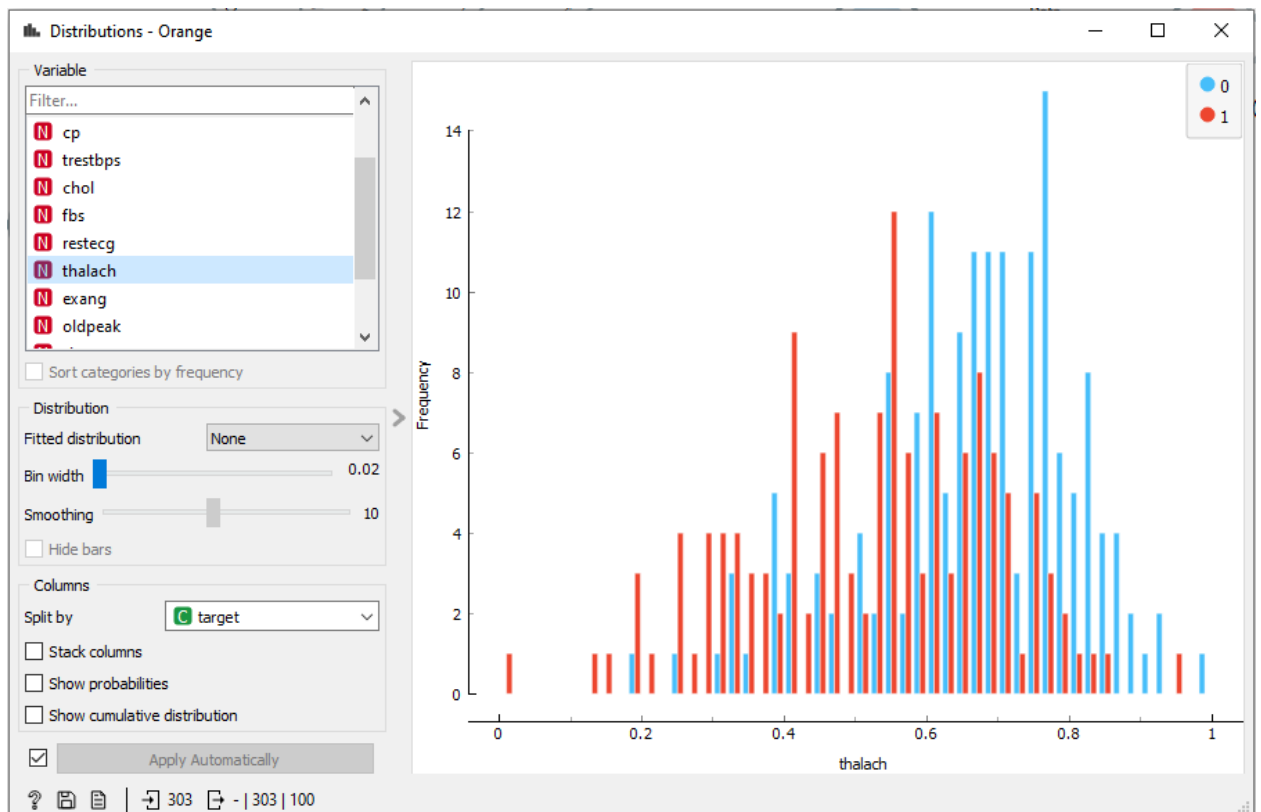 Distributions - Orange
Variable
Filter...
N cp
N trestbps
N chol
N fbs
N restecg
N thalach
N exang
N oldpeak
Sort categories by frequency
Distribution
Fitted distribution None
Bin width 0.02
Smoothing 10
Hide bars
Columns
Split by C target
Stack columns
Show probabilities
Show cumulative distribution
Apply Automatically
? 303 - | 303 | 100
0
1
Frequency
14
12
10
8
6
4
2
0
0 0.2 0.4 0.6 0.8 1
thalach